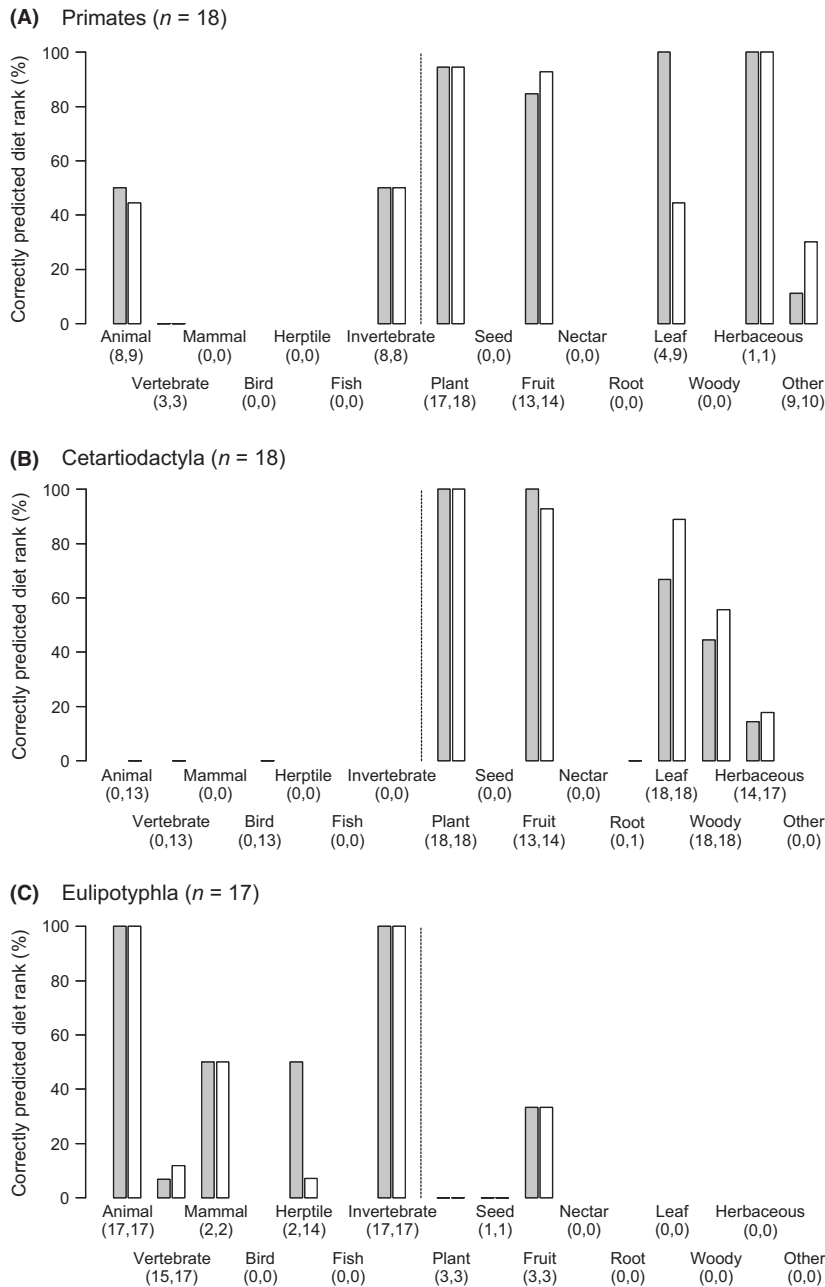 (A) Primates (n = 18)
Correctly predicted diet rank (%)
100
80
60
40
20
0
Animal Mammal Herptile Invertebrate Seed Nectar Leaf Herbaceous
(8,9) (0,0) (0,0) (8,8) (0,0) (0,0) (4,9) (1,1)
Vertebrate Bird Fish Plant Fruit Root Woody Other
(3,3) (0,0) (0,0) (17,18) (13,14) (0,0) (0,0) (9,10)
(B) Cetartiodactyla (n = 18)
Correctly predicted diet rank (%)
100
80
60
40
20
0
Animal Mammal Herptile Invertebrate Seed Nectar Leaf Herbaceous
(0,13) (0,0) (0,0) (0,0) (0,0) (0,0) (18,18) (14,17)
Vertebrate Bird Fish Plant Fruit Root Woody Other
(0,13) (0,13) (0,0) (18,18) (13,14) (0,1) (18,18) (0,0)
(C) Eulipotyphla (n = 17)
Correctly predicted diet rank (%)
100
80
60
40
20
0
Animal Mammal Herptile Invertebrate Seed Nectar Leaf Herbaceous
(17,17) (2,2) (2,14) (17,17) (1,1) (0,0) (0,0) (0,0)
Vertebrate Bird Fish Plant Fruit Root Woody Other
(15,17) (0,0) (0,0) (3,3) (3,3) (0,0) (0,0) (0,0)